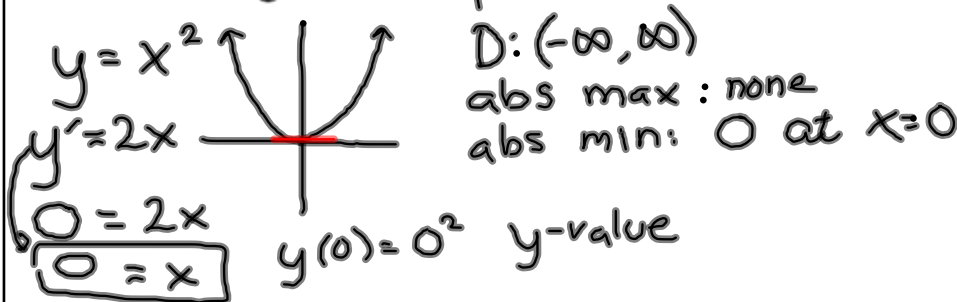 y = x²
y' = 2x
0 = 2x
0 = x
y(0) = 0² y-value
D: (-∞, ∞)
abs max : none
abs min: 0 at x=0